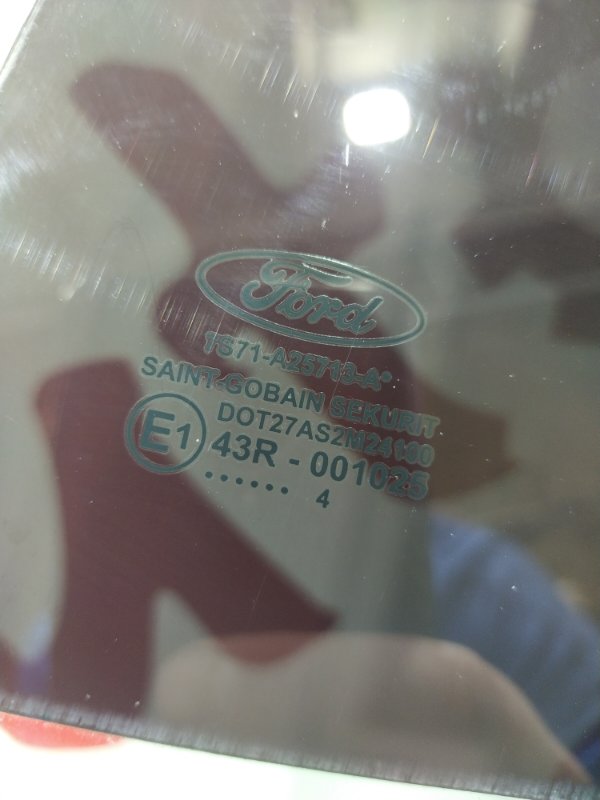 Ford
1S71-A25713-A*
SAINT-GOBAIN SEKURIT
DOT27AS2M24100
E1 43R - 001025
...... 4